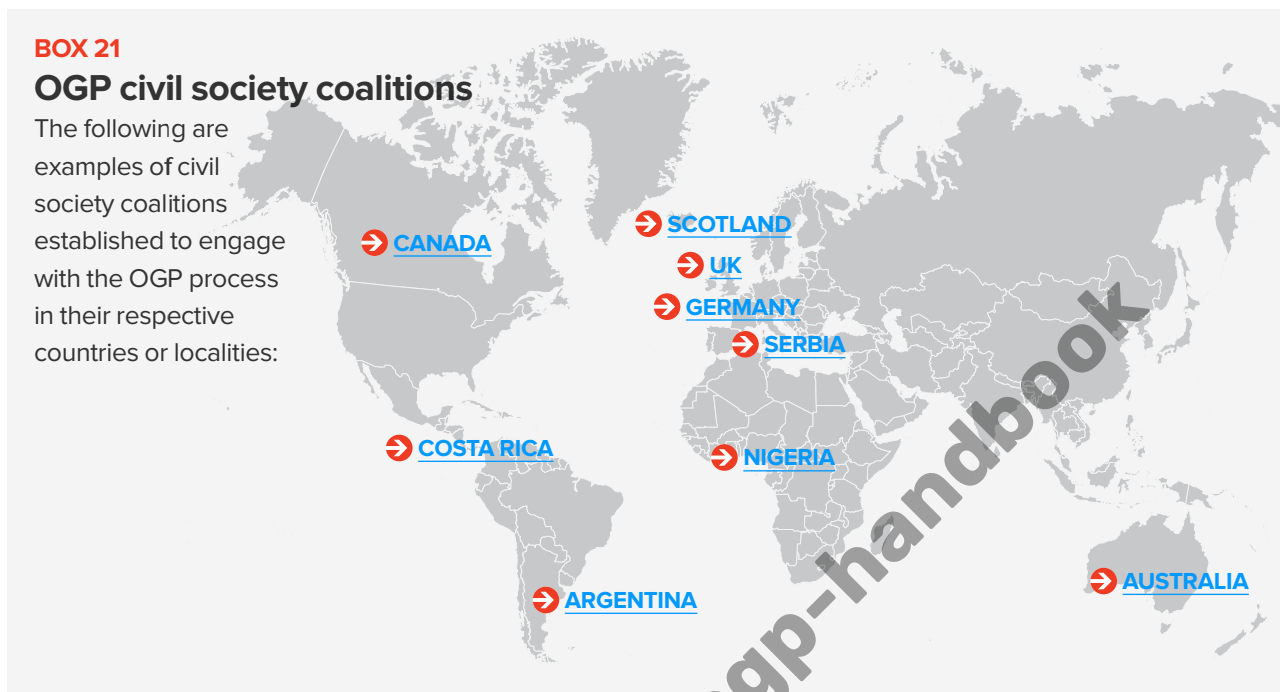 BOX 21
OGP civil society coalitions
The following are
examples of civil
society coalitions
established to engage
with the OGP process
in their respective
countries or localities:
SCOTLAND
CANADA
UK
GERMANY
SERBIA
COSTA RICA
NIGERIA
AUSTRALIA
ARGENTINA
gp-handbook